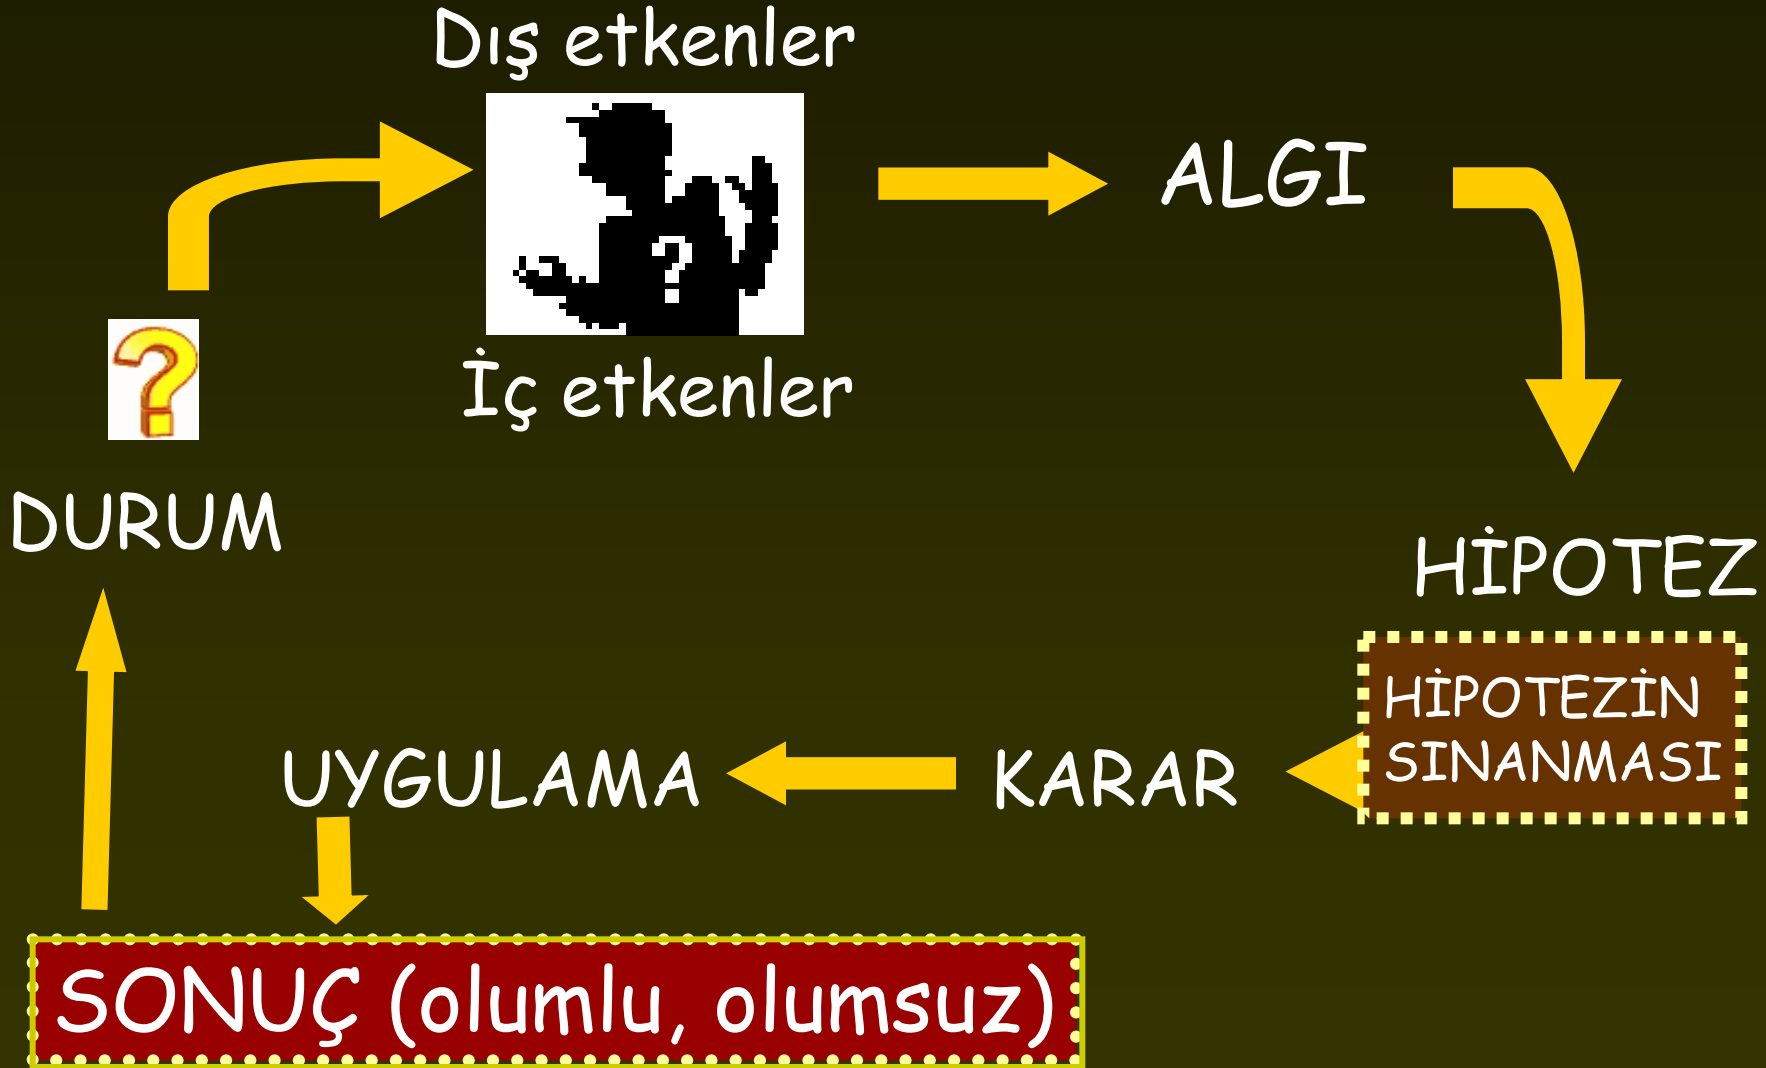 Dış etkenler
?
ALGI
?
İç etkenler
DURUM
HİPOTEZ
HİPOTEZİN
SINANMASI
UYGULAMA
KARAR
SONUÇ (olumlu, olumsuz)